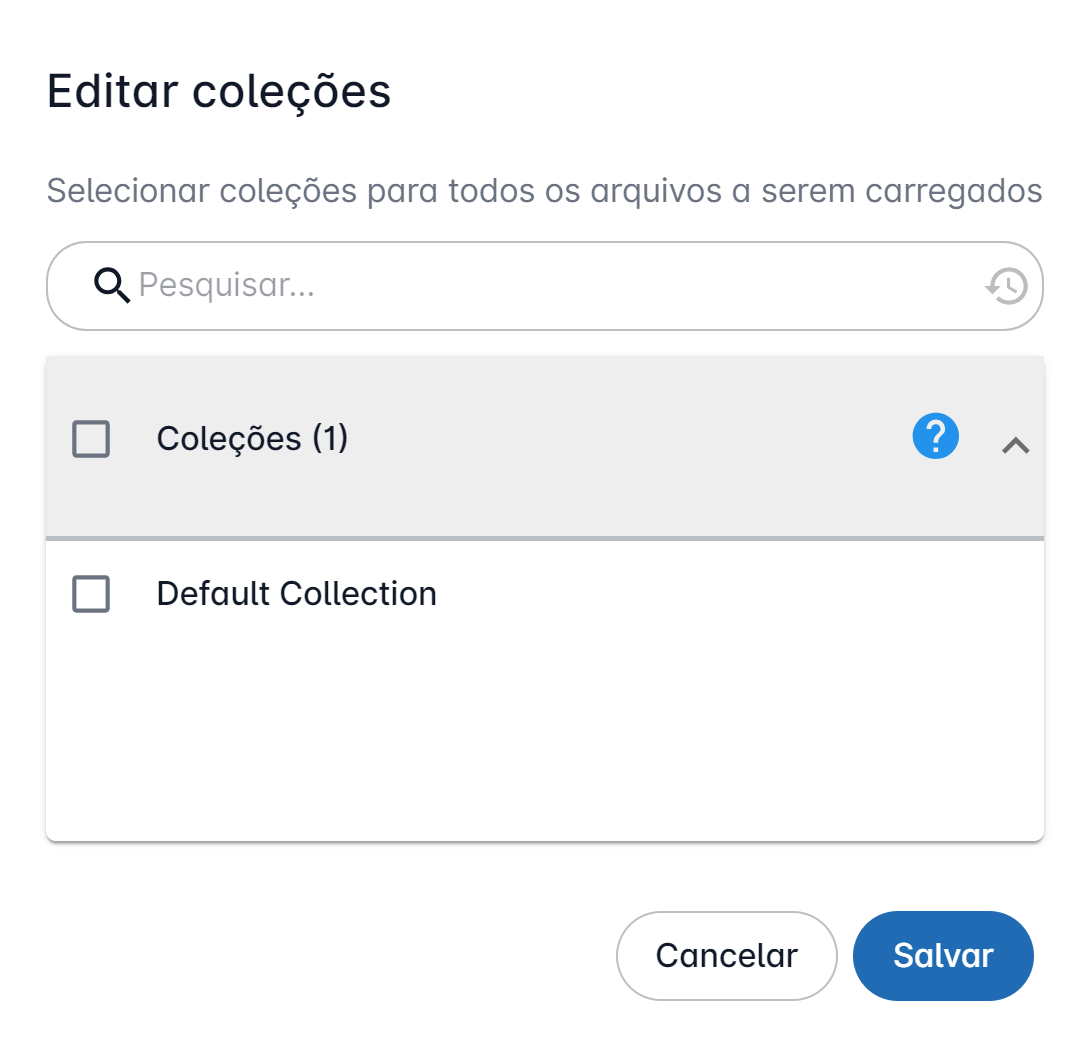 Editar coleções
Selecionar coleções para todos os arquivos a serem carregados
Pesquisar...
Coleções (1)
?
Default Collection
Cancelar
Salvar